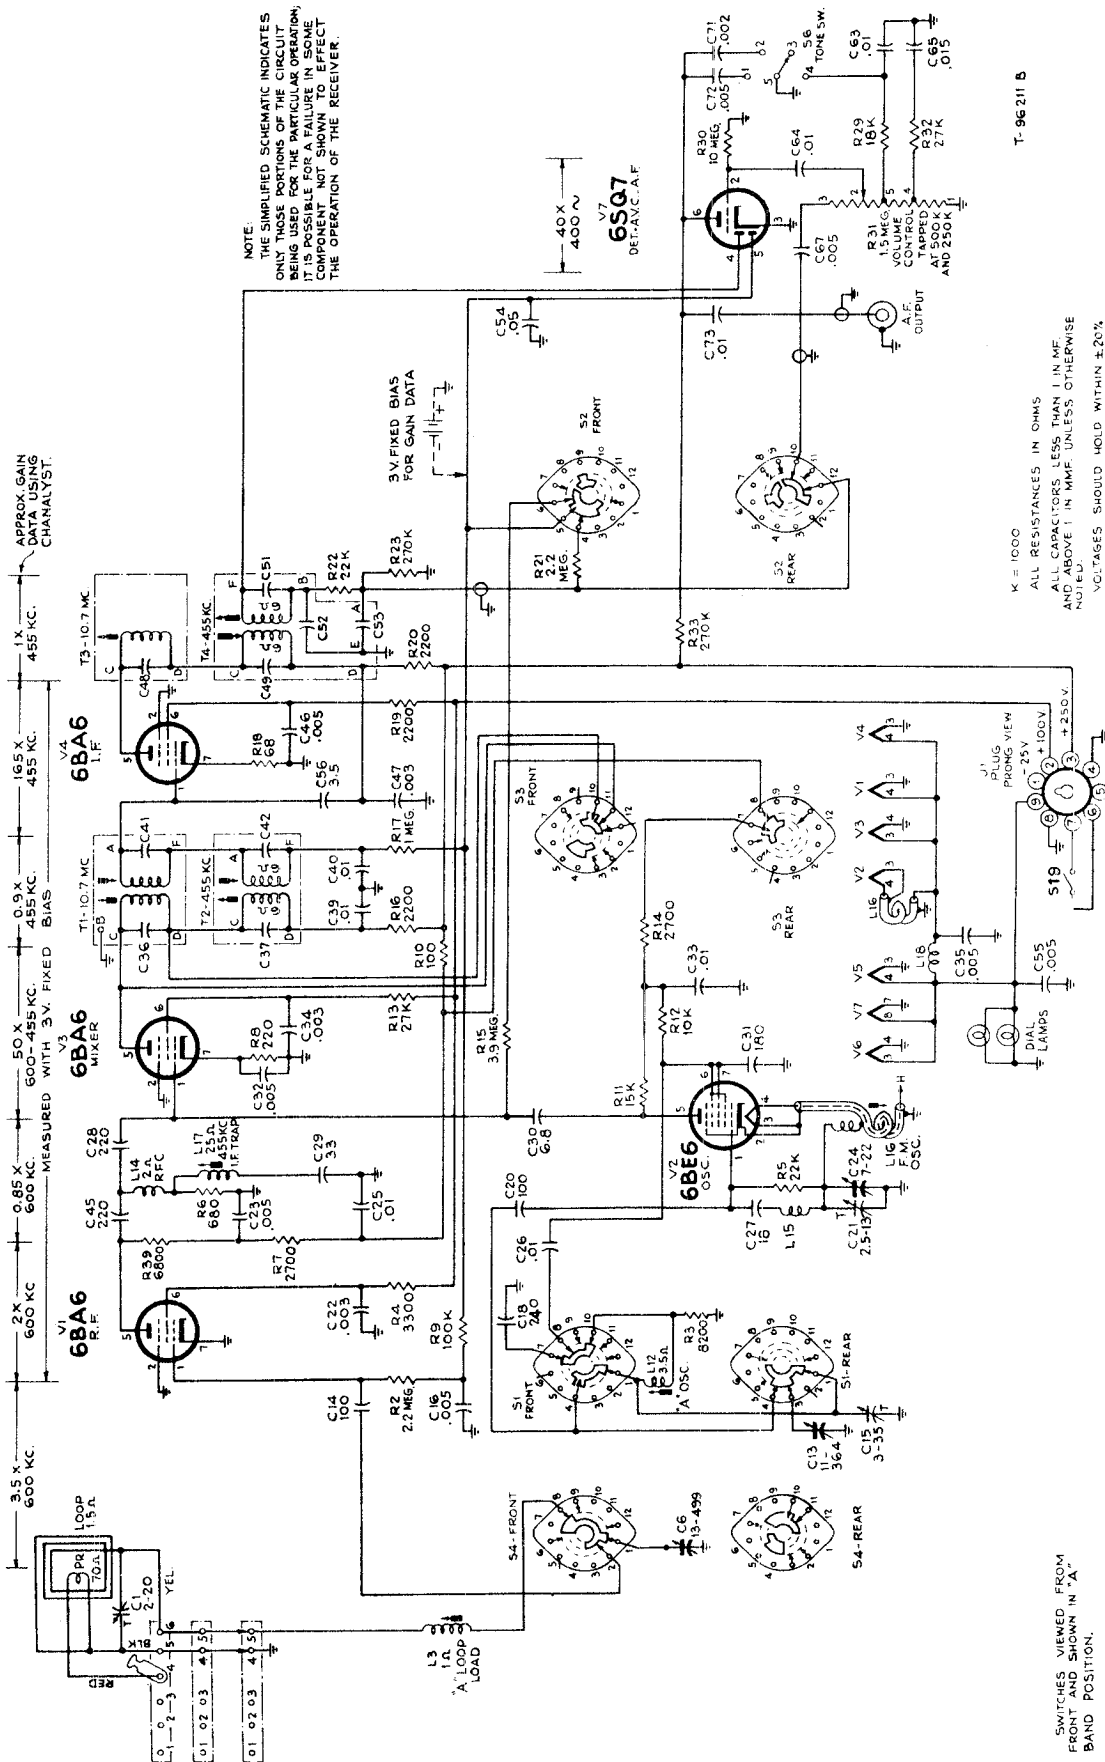 APPROX. GAIN
DATA USING
CHANALYST.
3.5 X
600 KC.
2X
600 KC
0.85 X
600 KC
50 X
600-455 KC.
0.9 X
455 KC.
165 X
455 KC.
1 X
455 KC.
MEASURED WITH 3 V. FIXED BIAS
NOTE:
THE SIMPLIFIED SCHEMATIC INDICATES
ONLY THOSE PORTIONS OF THE CIRCUIT
BEING USED FOR THE PARTICULAR OPERATION;
IT IS POSSIBLE FOR A FAILURE IN SOME
COMPONENT NOT SHOWN TO EFFECT
THE OPERATION OF THE RECEIVER.
LOOP
1.5 Ω
PRI
70Ω
C1
2-20
T
YEL.
BLK
RED
L3
1Ω
"A" LOOP
LOAD
V1
6BA6
R.F.
C14
100
R2
2.2 MEG.
C16
.005
R9
100K
C22
.003
R4
3300
R39
6800
R7
2700
C45
220
C28
220
L14
2Ω
RFC
L17
25Ω
455KC
I.F. TRAP
R6
680
C23
.005
C29
33
C25
.01
V3
6BA6
MIXER
C32
.005
R8
220
C34
.003
R13
27K
R10
100
T1-10.7 MC
C36
C41
T2-455 KC
C37
C42
C39
.01
C40
.01
R16
2200
R17
1 MEG.
C47
.003
V4
6BA6
I.F.
R18
68
C46
.005
C56
3.5
R19
2200
R20
2200
T3-10.7 MC
C48
T4-455KC
C49
C51
C52
C53
R22
22K
R23
270K
3 V. FIXED BIAS
FOR GAIN DATA
C54
.05
40 X
400 ~
V7
6SQ7
DET.-A.V.C.-A.F.
R30
10 MEG.
C72
.005
C71
.002
S6
TONE SW.
C64
.01
C63
.01
C65
.015
R29
18K
R32
27K
C67
.005
R31
1.5 MEG.
VOLUME
CONTROL
TAPPED
AT 500K
AND 250K
C73
.01
A.F.
OUTPUT
R33
270K
R21
2.2
MEG.
S2
FRONT
S2
REAR
S3
FRONT
S3
REAR
R15
3.9 MEG.
R14
2700
R12
10K
C33
.01
R11
15K
C31
180
C30
6.8
V2
6BE6
OSC.
C20
100
C26
.01
C18
240
C27
16
R5
22K
L15
C21
2.5-13
T
C24
7-22
L16
F.M.
OSC.
H
S1
FRONT
L12
3.5Ω
"A" OSC.
R3
8200
S1-REAR
C13
11-
364
C15
3-35
T
S4-FRONT
C6
13-499
S4-REAR
V6
V7
V5
V2
V3
V1
V4
L16
L18
C35
.005
C55
.005
DIAL
LAMPS
S19
J1
PLUG
PRONG VIEW
-25V
+100V
+250V.
K = 1000
ALL RESISTANCES IN OHMS
ALL CAPACITORS LESS THAN 1 IN MF.
AND ABOVE 1 IN MMF. UNLESS OTHERWISE
NOTED.
VOLTAGES SHOULD HOLD WITHIN ±20%
SWITCHES VIEWED FROM
FRONT AND SHOWN IN "A"
BAND POSITION.
T-96211 B